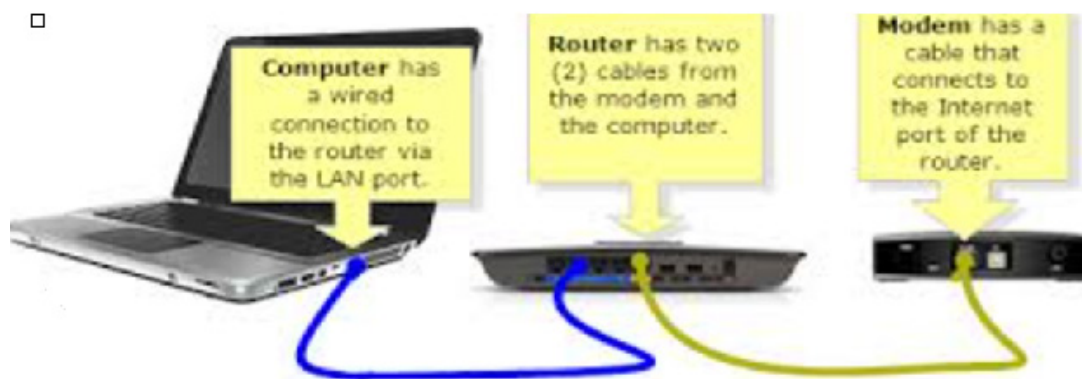 Computer has
a wired
connection to
the router via
the LAN port.
Router has two
(2) cables from
the modem and
the computer.
Modem has a
cable that
connects to
the Internet
port of the
router.